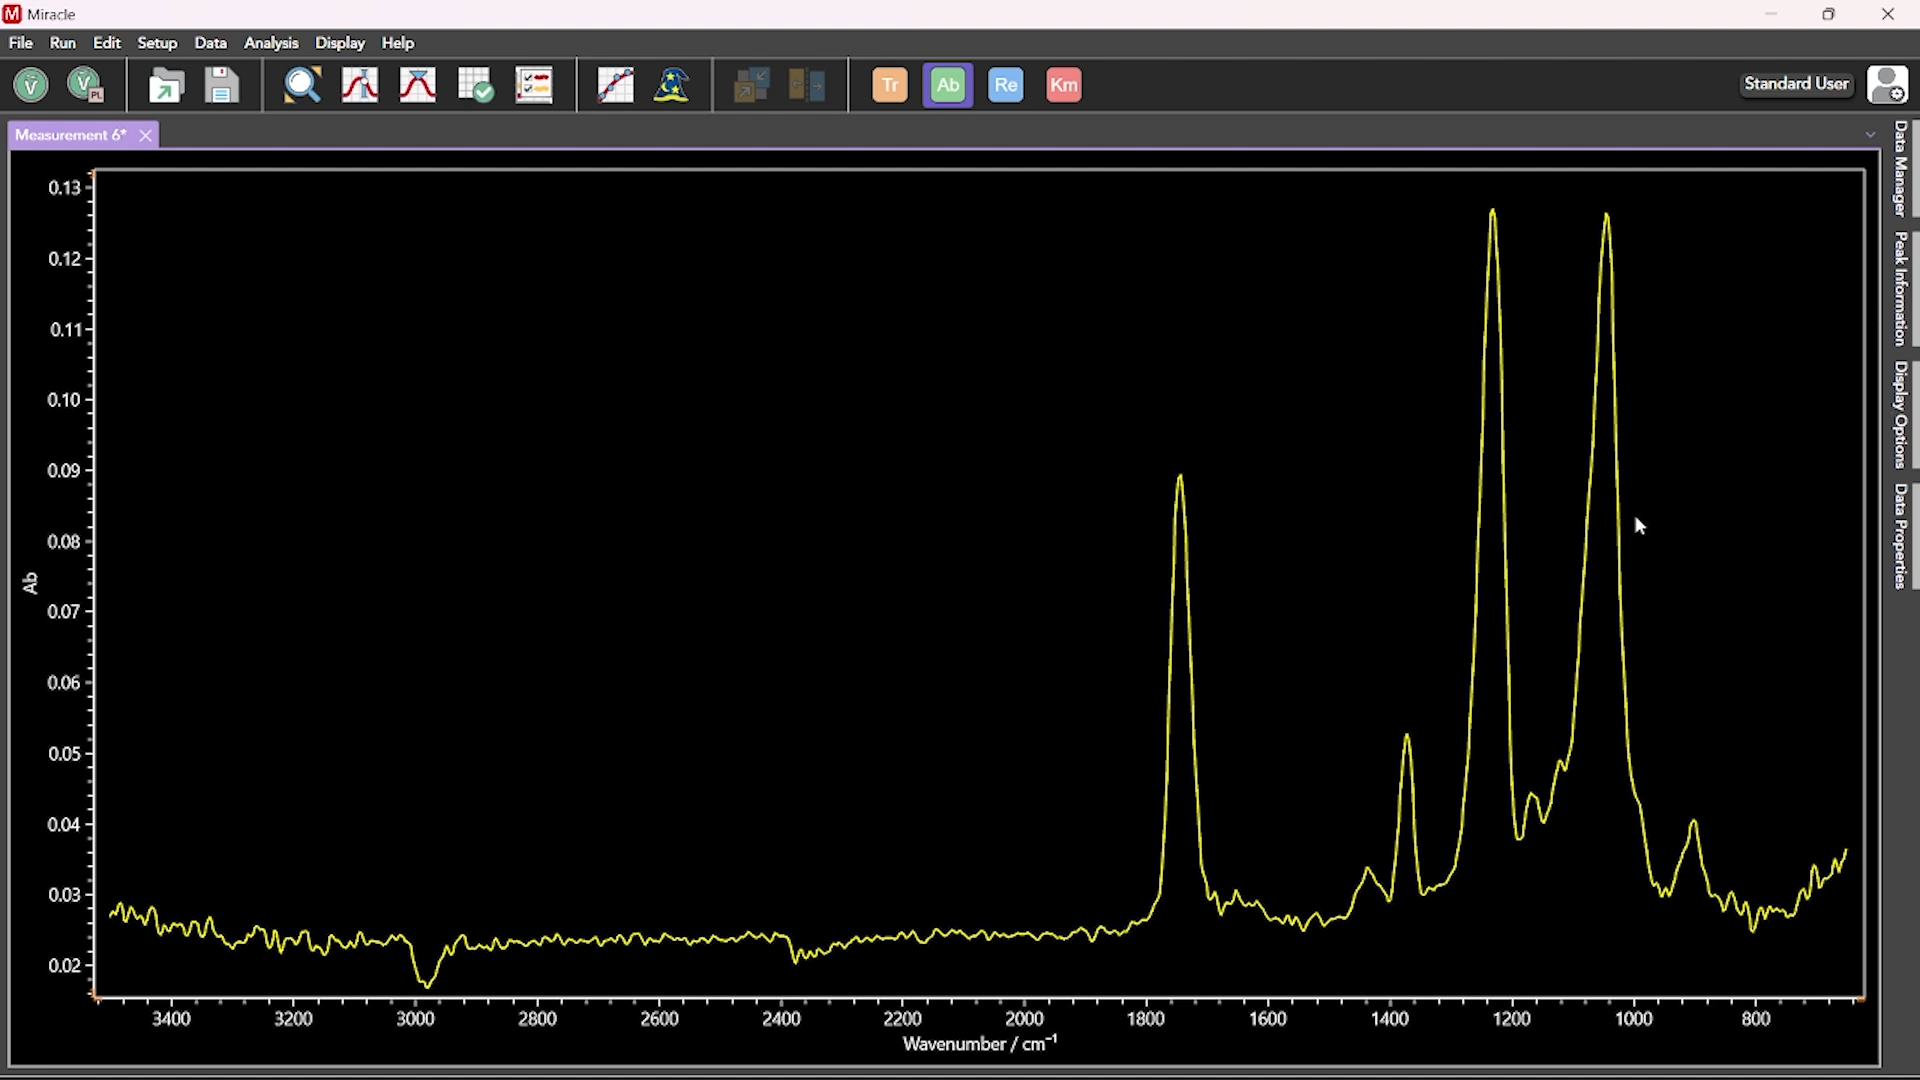 M Miracle
File Run Edit Setup Data Analysis Display Help
V V PL Tr Ab Re Km Standard User
Measurement 6*
Data Manager
Peak Information
Display Options
Data Properties
0.13
0.12
0.11
0.10
0.09
0.08
0.07
0.06
0.05
0.04
0.03
0.02
Ab
3400 3200 3000 2800 2600 2400 2200 2000 1800 1600 1400 1200 1000 800
Wavenumber / cm⁻¹